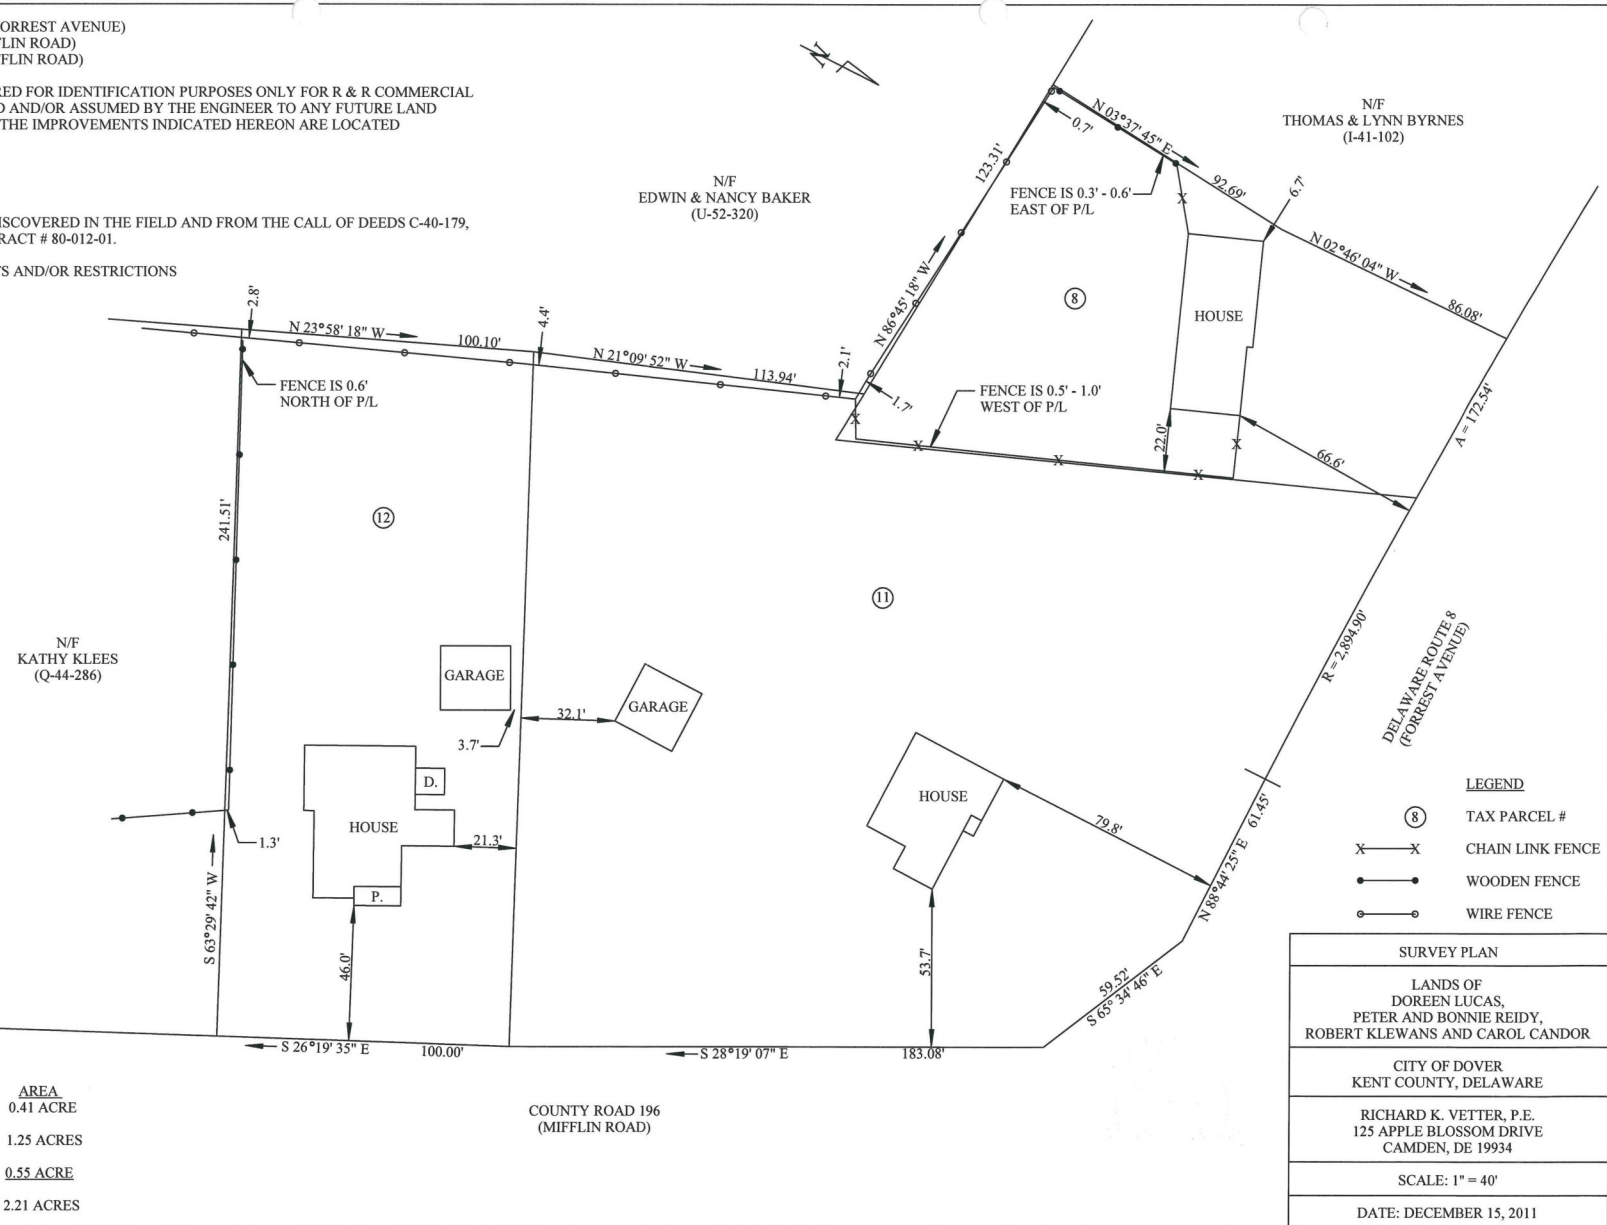 ORREST AVENUE)
FLIN ROAD)
FFLIN ROAD)
RED FOR IDENTIFICATION PURPOSES ONLY FOR R & R COMMERCIAL
D AND/OR ASSUMED BY THE ENGINEER TO ANY FUTURE LAND
THE IMPROVEMENTS INDICATED HEREON ARE LOCATED
ISCOVERED IN THE FIELD AND FROM THE CALL OF DEEDS C-40-179,
RACT # 80-012-01.
TS AND/OR RESTRICTIONS
N
N/F
THOMAS & LYNN BYRNES
(I-41-102)
N/F
EDWIN & NANCY BAKER
(U-52-320)
N 03°37' 45" E
92.69'
0.7'
123.31'
6.7'
FENCE IS 0.3' - 0.6'
EAST OF P/L
X
N 02°46' 04" W
86.08'
N 86°45' 18" W
8
HOUSE
2.8'
N 23°58' 18" W
100.10'
4.4'
N 21°09' 52" W
113.94'
2.1'
1.7'
FENCE IS 0.6'
NORTH OF P/L
FENCE IS 0.5' - 1.0'
WEST OF P/L
X
X
X
X
X
22.0'
66.6'
A = 172.54'
241.51'
12
11
R = 2,894.90'
DELAWARE ROUTE 8
(FORREST AVENUE)
N/F
KATHY KLEES
(Q-44-286)
GARAGE
GARAGE
32.1'
3.7'
D.
HOUSE
21.3'
P.
46.0'
1.3'
S 63°29' 42" W
HOUSE
79.8'
53.7'
N 88°44' 25" E
61.45'
59.52'
S 65° 34' 46" E
S 26°19' 35" E
100.00'
S 28°19' 07" E
183.08'
COUNTY ROAD 196
(MIFFLIN ROAD)
AREA
0.41 ACRE
1.25 ACRES
0.55 ACRE
2.21 ACRES
LEGEND
8 TAX PARCEL #
X X CHAIN LINK FENCE
WOODEN FENCE
WIRE FENCE
SURVEY PLAN
LANDS OF
DOREEN LUCAS,
PETER AND BONNIE REIDY,
ROBERT KLEWANS AND CAROL CANDOR
CITY OF DOVER
KENT COUNTY, DELAWARE
RICHARD K. VETTER, P.E.
125 APPLE BLOSSOM DRIVE
CAMDEN, DE 19934
SCALE: 1" = 40'
DATE: DECEMBER 15, 2011